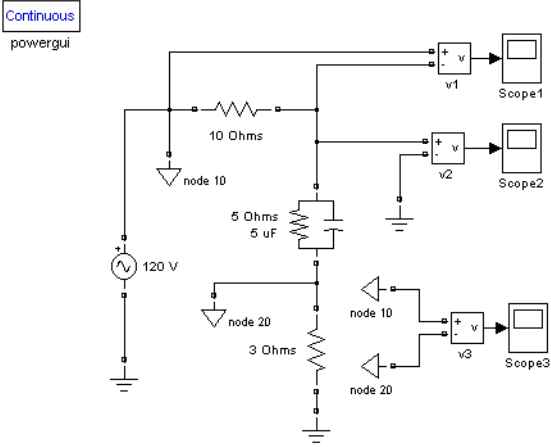 Continuous
powergui
+
-
v
v1
Scope1
10 Ohms
+
-
v
v2
Scope2
node 10
5 Ohms
5 uF
+
120 V
node 20
node 10
+
-
v
v3
Scope3
3 Ohms
node 20